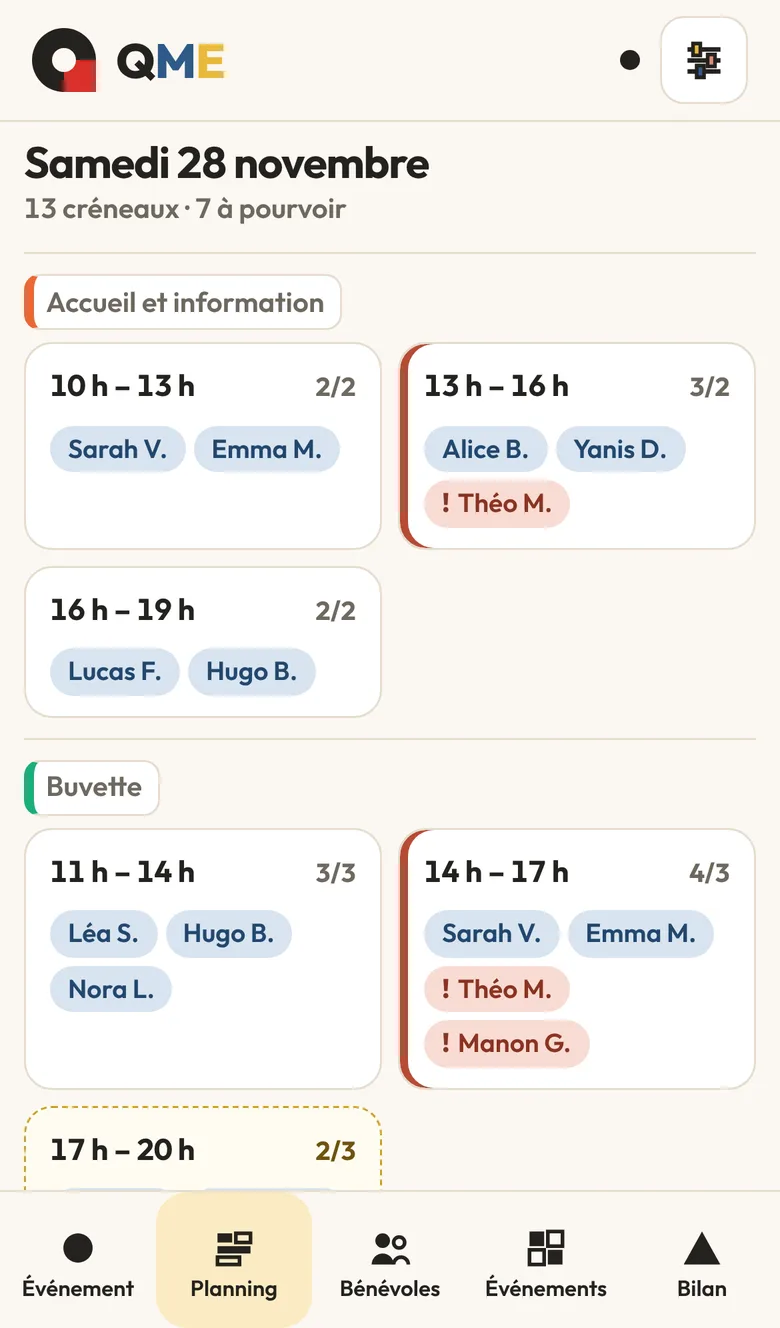 QME
Samedi 28 novembre
13 créneaux · 7 à pourvoir
Accueil et information
10 h – 13 h 2/2
Sarah V. Emma M.
13 h – 16 h 3/2
Alice B. Yanis D.
! Théo M.
16 h – 19 h 2/2
Lucas F. Hugo B.
Buvette
11 h – 14 h 3/3
Léa S. Hugo B.
Nora L.
14 h – 17 h 4/3
Sarah V. Emma M.
! Théo M.
! Manon G.
17 h – 20 h 2/3
Événement Planning Bénévoles Événements Bilan